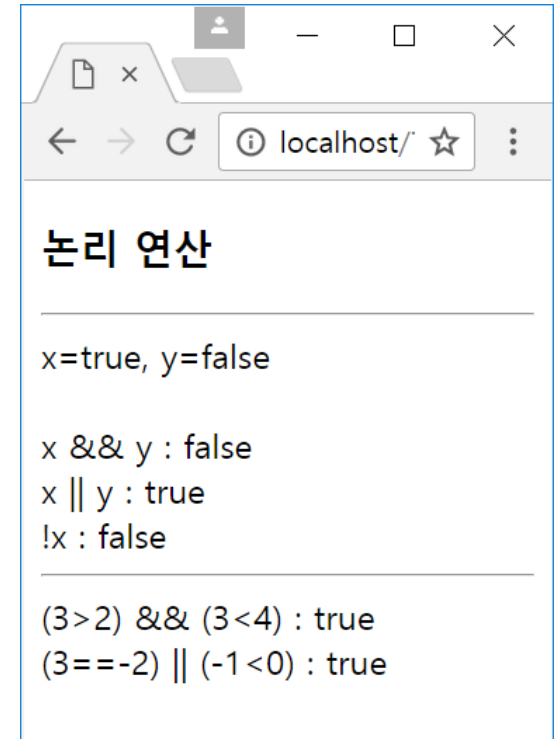 localhost/
논리 연산
x=true, y=false
x && y : false
x || y : true
!x : false
(3>2) && (3<4) : true
(3==-2) || (-1<0) : true